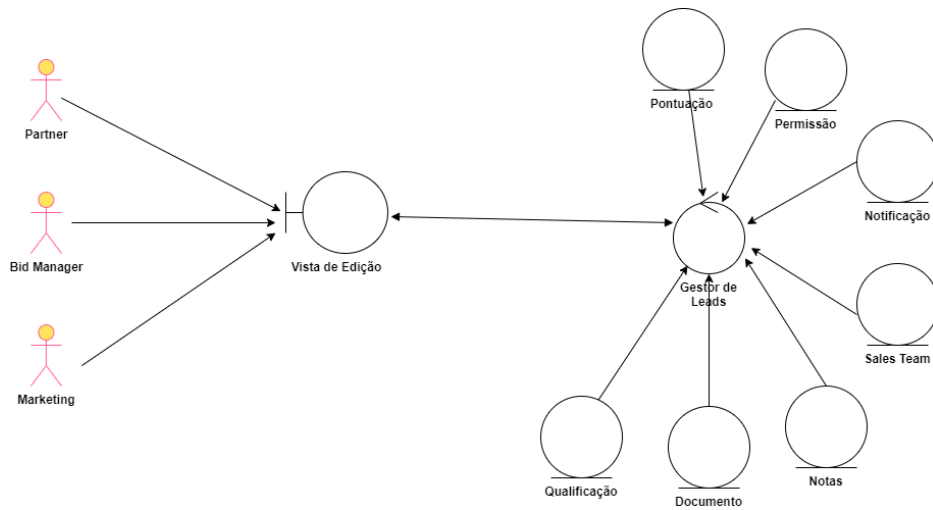 Partner
Bid Manager
Marketing
Vista de Edição
Pontuação
Permissão
Notificação
Gestor de
Leads
Sales Team
Qualificação
Documento
Notas